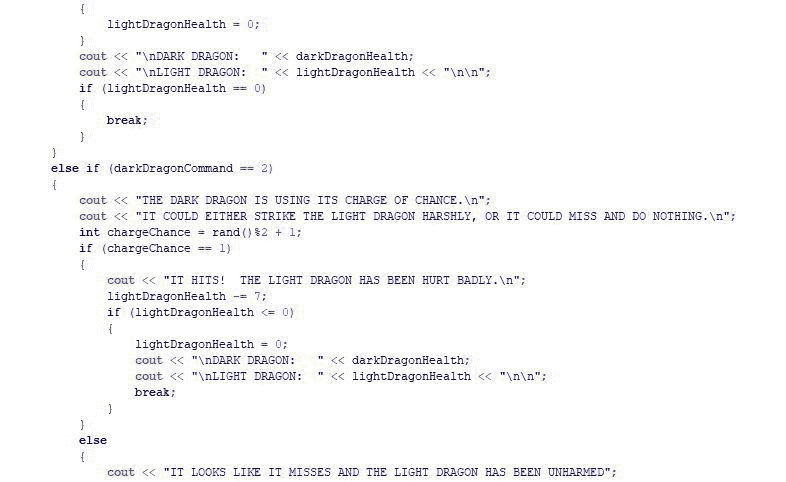 {
lightDragonHealth = 0;
}
cout << "\nDARK DRAGON:   " << darkDragonHealth;
cout << "\nLIGHT DRAGON:  " << lightDragonHealth << "\n\n";
if (lightDragonHealth == 0)
{
break;
}
}
else if (darkDragonCommand == 2)
{
cout << "THE DARK DRAGON IS USING ITS CHARGE OF CHANCE.\n";
cout << "IT COULD EITHER STRIKE THE LIGHT DRAGON HARSHLY, OR IT COULD MISS AND DO NOTHING.\n";
int chargeChance = rand()%2 + 1;
if (chargeChance == 1)
{
cout << "IT HITS!  THE LIGHT DRAGON HAS BEEN HURT BADLY.\n";
lightDragonHealth -= 7;
if (lightDragonHealth <= 0)
{
lightDragonHealth = 0;
cout << "\nDARK DRAGON:   " << darkDragonHealth;
cout << "\nLIGHT DRAGON:  " << lightDragonHealth << "\n\n";
break;
}
}
else
{
cout << "IT LOOKS LIKE IT MISSES AND THE LIGHT DRAGON HAS BEEN UNHARMED";